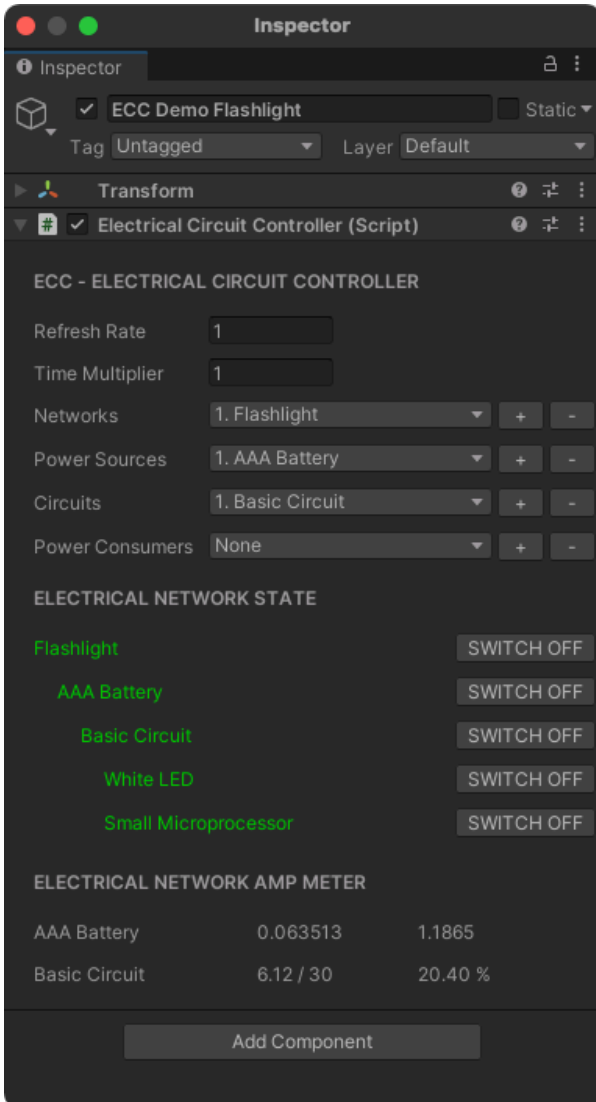 Inspector
Inspector
ECC Demo Flashlight Static
Tag Untagged Layer Default
Transform
# Electrical Circuit Controller (Script)
ECC - ELECTRICAL CIRCUIT CONTROLLER
Refresh Rate 1
Time Multiplier 1
Networks 1. Flashlight + -
Power Sources 1. AAA Battery + -
Circuits 1. Basic Circuit + -
Power Consumers None + -
ELECTRICAL NETWORK STATE
Flashlight SWITCH OFF
AAA Battery SWITCH OFF
Basic Circuit SWITCH OFF
White LED SWITCH OFF
Small Microprocessor SWITCH OFF
ELECTRICAL NETWORK AMP METER
AAA Battery 0.063513 1.1865
Basic Circuit 6.12 / 30 20.40 %
Add Component